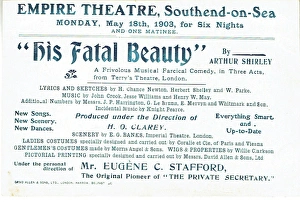 EMPIRE THEATRE, Southend-on-Sea
MONDAY, May 18th, 1903, for Six Nights
AND ONE MATINEE.
"His Fatal Beauty" By ARTHUR SHIRLEY
A Frivolous Musical Farcical Comedy, in Three Acts,
from Terry's Theatre, London.
LYRICS AND SKETCHES by H. Chance Newton, Herbert Shelley and W. Parke.
MUSIC by John Crook, Jesse Williams and Henry W. May.
Additional Numbers by Messrs. J. P. Harrington, G. Le Brunn, E. Mervyn and Whitman and Son.
Incidental Music by Knight Pearce.
New Songs.
New Scenery.
New Dances.
Produced under the Direction of
H. O. CLAREY.
Everything Smart,
and
Up-to-Date
SCENERY by E. G. BANKS, Imperial Theatre, London.
LADIES COSTUMES specially designed and carried out by Coralie et Cie. of Paris and Vienna
GENTLEMEN'S COSTUMES made by Morris Angel & Sons. WIGS & PROPERTIES by Willie Clarkson
PICTORIAL PRINTING specially designed and carried out by Messrs. David Allen & Sons, Ltd
Under the personal
direction of
Mr. EUGÈNE C. STAFFORD,
The Original Pioneer of "THE PRIVATE SECRETARY."